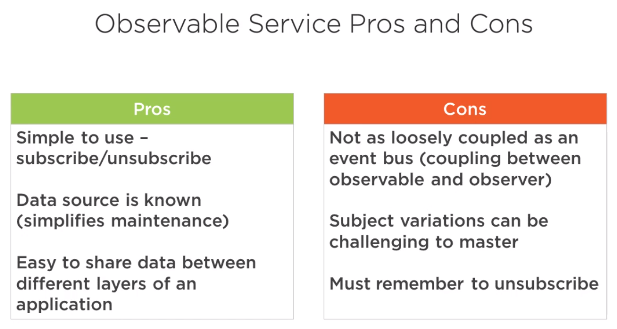 Observable Service Pros and Cons
Pros
Simple to use –
subscribe/unsubscribe
Data source is known
(simplifies maintenance)
Easy to share data between
different layers of an
application
Cons
Not as loosely coupled as an
event bus (coupling between
observable and observer)
Subject variations can be
challenging to master
Must remember to unsubscribe